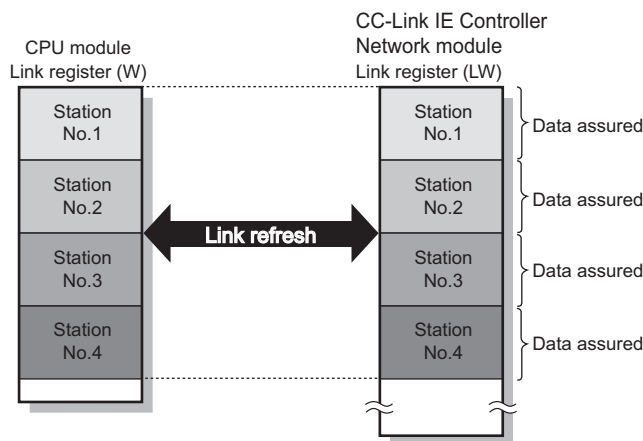 CPU module
Link register (W)
CC-Link IE Controller
Network module
Link register (LW)
Station
No.1
Station
No.2
Station
No.3
Station
No.4
Link refresh
Station
No.1
Station
No.2
Station
No.3
Station
No.4
Data assured
Data assured
Data assured
Data assured